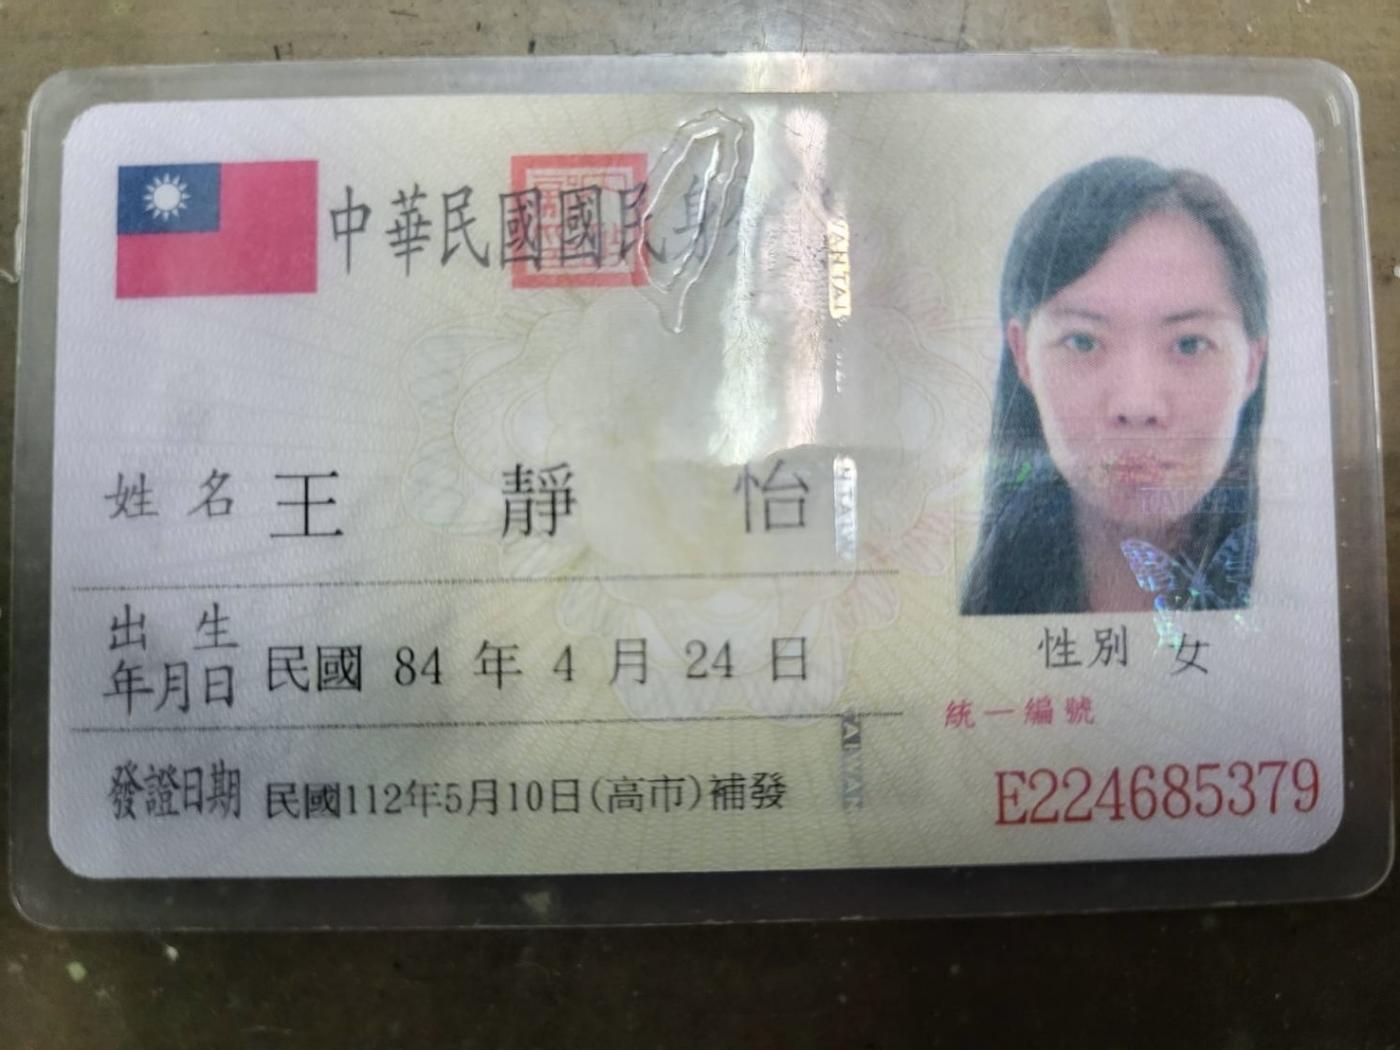 中華民國國民身
姓名 王靜怡
出生年月日 民國 84 年 4 月 24 日
發證日期 民國112年5月10日(高市)補發
性別 女
統一編號
E224685379
TAIWAN